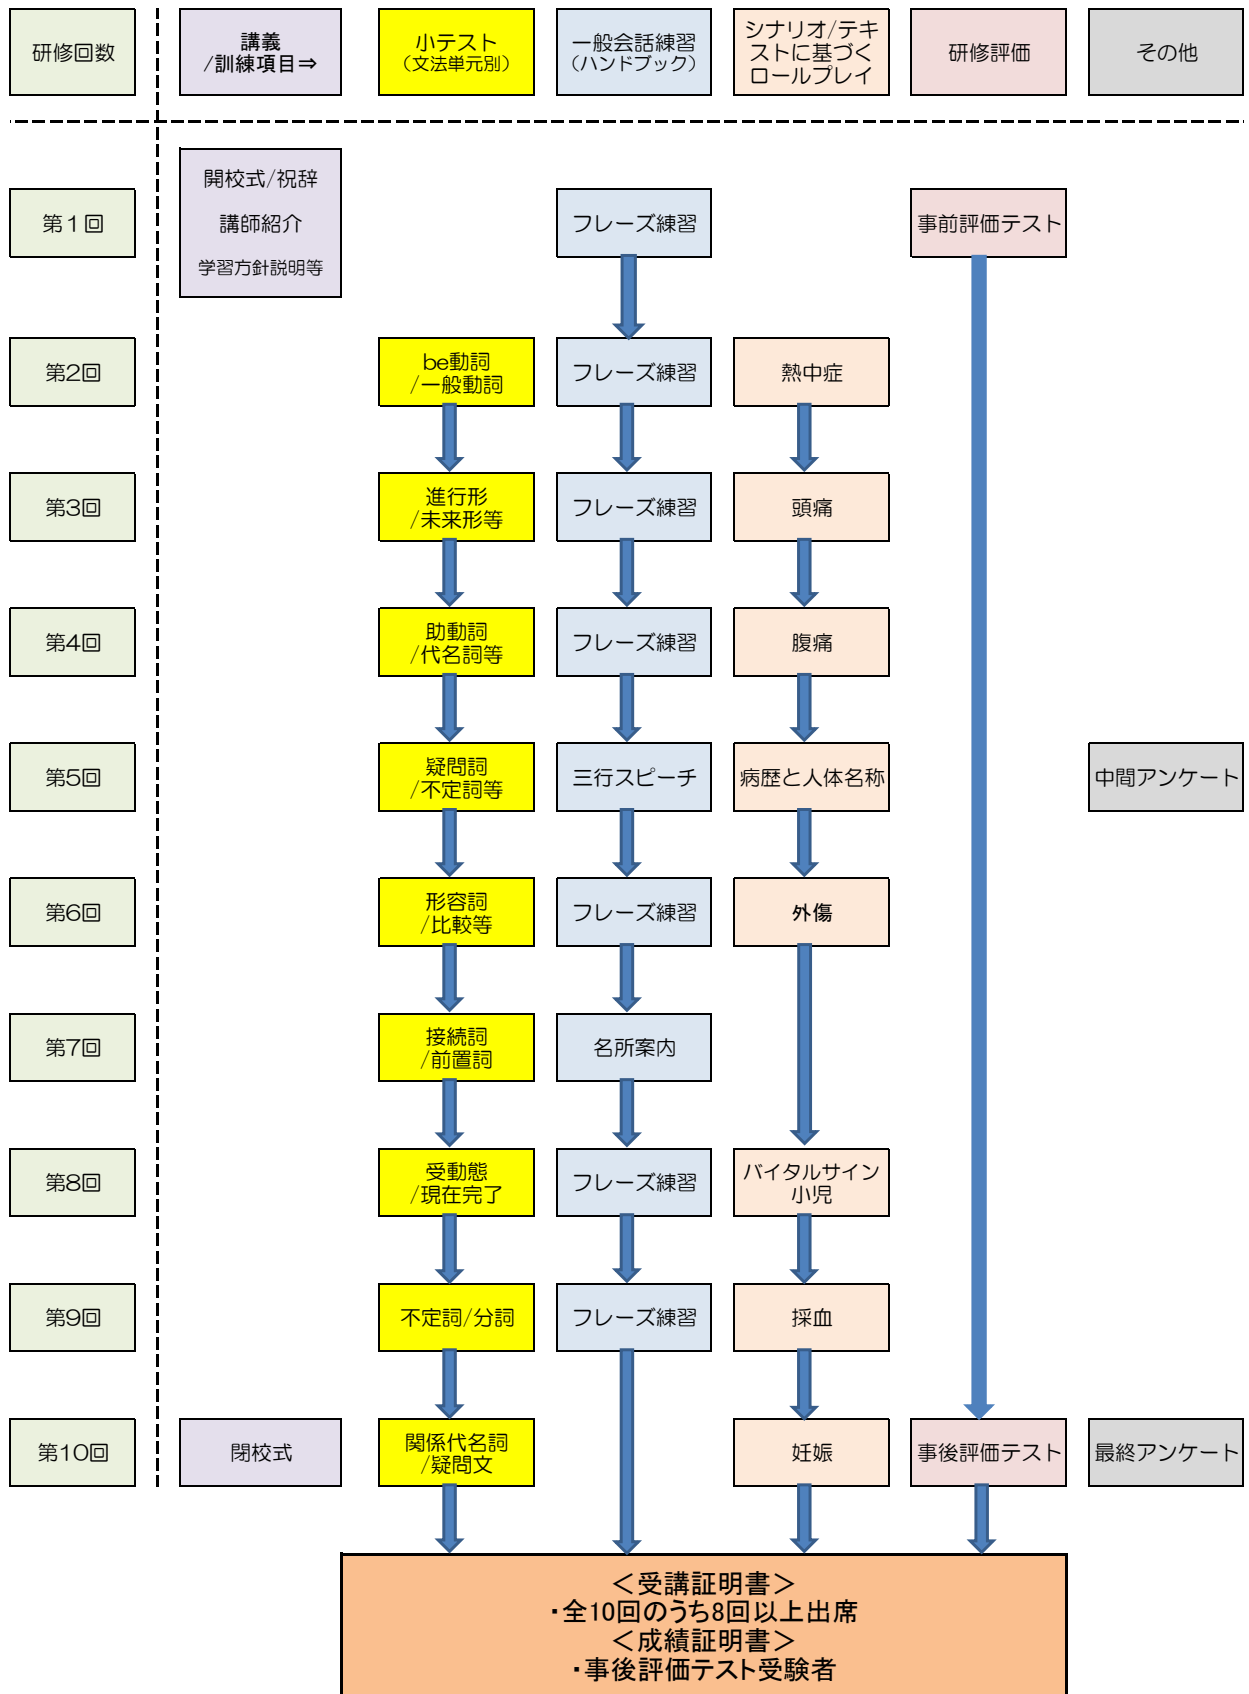 研修回数
講義
/訓練項目⇒
小テスト
（文法単元別）
一般会話練習
（ハンドブック）
シナリオ/テキ
ストに基づく
ロールプレイ
研修評価
その他
第１回
開校式/祝辞
講師紹介
学習方針説明等
フレーズ練習
事前評価テスト
第2回
be動詞
/一般動詞
フレーズ練習
熱中症
第3回
進行形
/未来形等
フレーズ練習
頭痛
第4回
助動詞
/代名詞等
フレーズ練習
腹痛
第5回
疑問詞
/不定詞等
三行スピーチ
病歴と人体名称
中間アンケート
第6回
形容詞
/比較等
フレーズ練習
外傷
第7回
接続詞
/前置詞
名所案内
第8回
受動態
/現在完了
フレーズ練習
バイタルサイン
小児
第9回
不定詞/分詞
フレーズ練習
採血
第10回
閉校式
関係代名詞
/疑問文
妊娠
事後評価テスト
最終アンケート
＜受講証明書＞
・全10回のうち8回以上出席
＜成績証明書＞
・事後評価テスト受験者